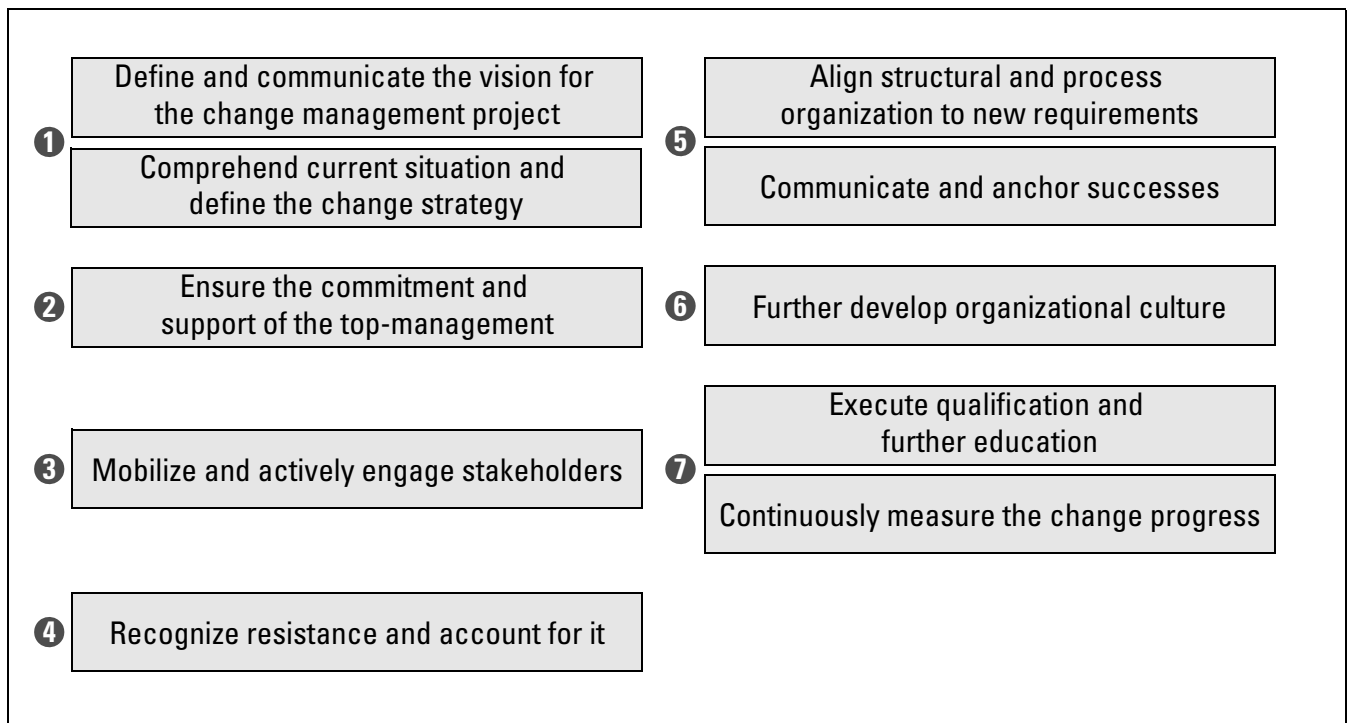 ❶
Define and communicate the vision for
the change management project
Comprehend current situation and
define the change strategy
❷
Ensure the commitment and
support of the top-management
❸
Mobilize and actively engage stakeholders
❹
Recognize resistance and account for it
❺
Align structural and process
organization to new requirements
Communicate and anchor successes
❻
Further develop organizational culture
❼
Execute qualification and
further education
Continuously measure the change progress